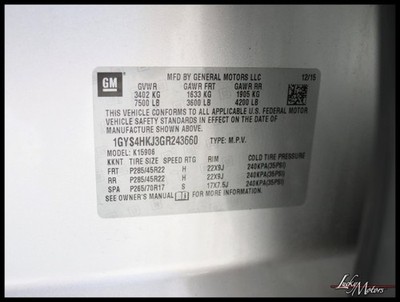 GM
MFD BY GENERAL MOTORS LLC 12/15
GVWR GAWR FRT GAWR RR
3402 KG 1633 KG 1905 KG
7500 LB 3600 LB 4200 LB
THIS VEHICLE CONFORMS TO ALL APPLICABLE U.S. FEDERAL MOTOR
VEHICLE SAFETY STANDARDS IN EFFECT ON THE DATE OF
MANUFACTURE SHOWN ABOVE.
1GYS4HKJ3GR243660 TYPE: M.P.V.
MODEL: K15906
KKNT TIRE SIZE SPEED RTG RIM COLD TIRE PRESSURE
FRT P285/45R22 H 22X9J 240KPA(35PSI)
RR P285/45R22 H 22X9J 240KPA(35PSI)
SPA P265/70R17 S 17X7.5J 240KPA(35PSI)
SEE OWNER'S MANUAL FOR MORE INFORMATION.
Lucky Motors